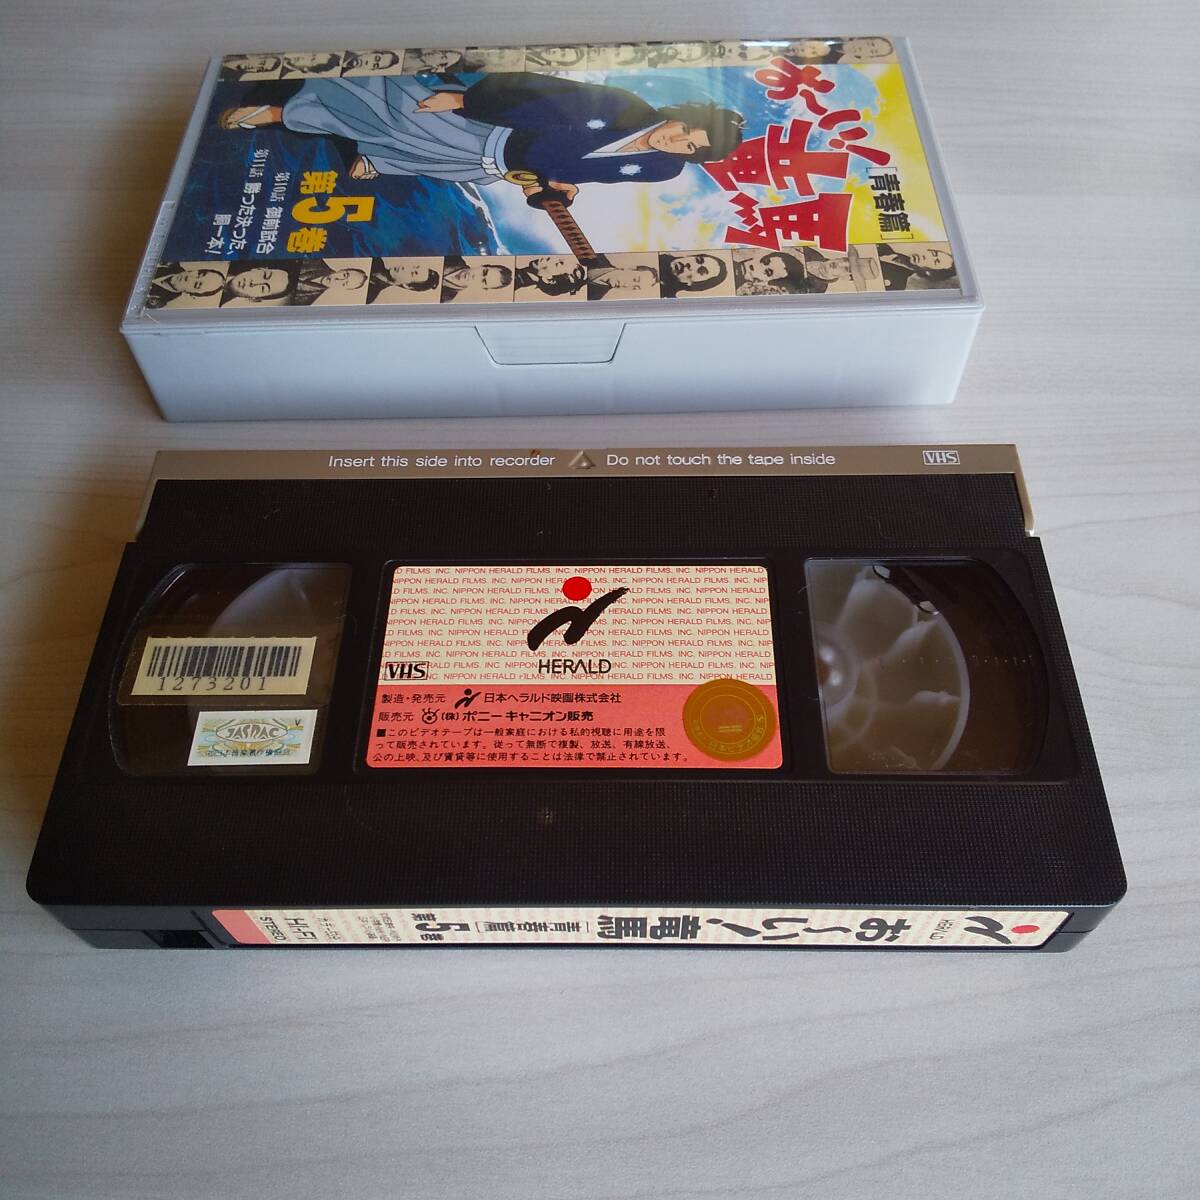 お〜い!竜馬
[青春篇]
第5巻
第10話 御前試合
第11話 勝った次った、
胴一本!
Insert this side into recorder
Do not touch the tape inside
VHS
NIPPON HERALD FILMS. INC.
HERALD
VHS
製造・発売元 日本ヘラルド映画株式会社
販売元 (株)ポニーキャニオン販売
■このビデオテープは一般家庭における私的視聴に用途を限
って販売されています。従って無断で複製、放送、有線放送、
公の上映、及び賃貸等に使用することは法律で禁止されています。
1273201
JASRAC
V
HERALD
お〜い!竜馬
[青春篇]
第5巻
Hi-Fi
STEREO